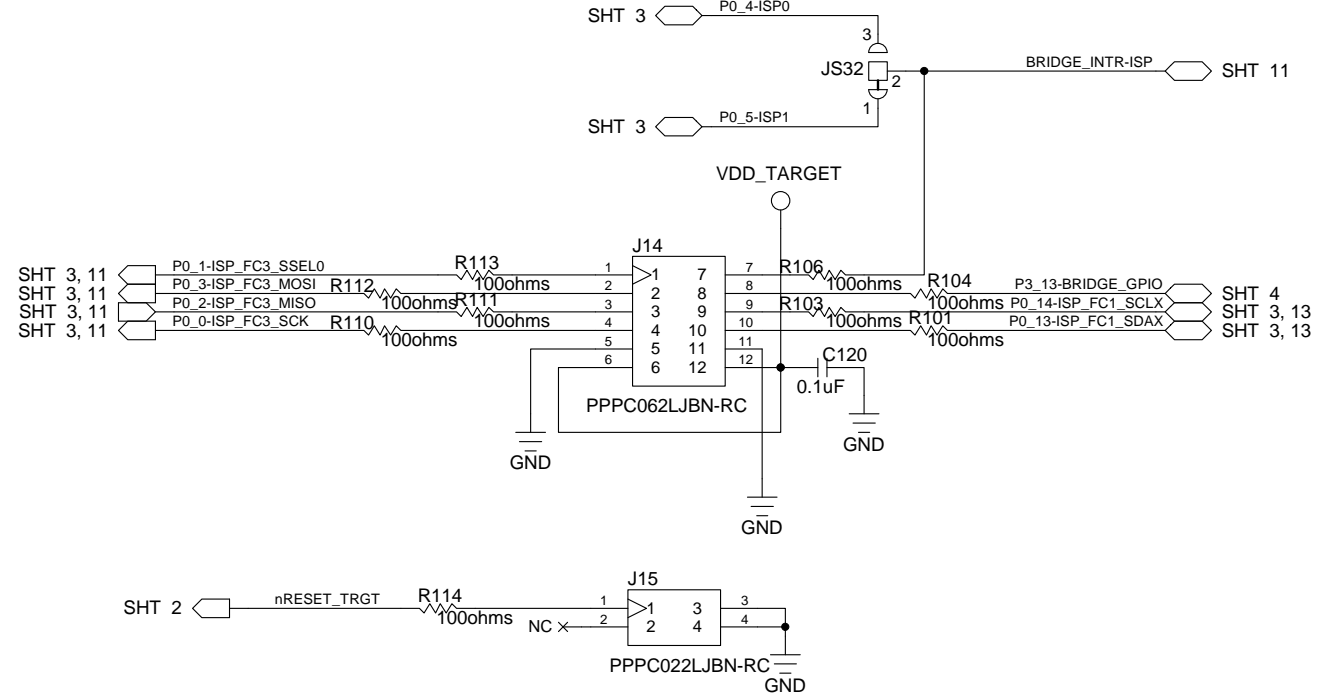 SHT 3 P0_4-ISP0
3
JS32 2 BRIDGE_INTR-ISP SHT 11
1
SHT 3 P0_5-ISP1
VDD_TARGET
J14
SHT 3, 11 P0_1-ISP_FC3_SSEL0 R113 100ohms 1 1 7 7 R106 100ohms
SHT 3, 11 P0_3-ISP_FC3_MOSI R112 100ohms 2 2 8 8 R104 100ohms P3_13-BRIDGE_GPIO SHT 4
SHT 3, 11 P0_2-ISP_FC3_MISO R111 100ohms 3 3 9 9 R103 100ohms P0_14-ISP_FC1_SCLX SHT 3, 13
SHT 3, 11 P0_0-ISP_FC3_SCK R110 100ohms 4 4 10 10 R101 100ohms P0_13-ISP_FC1_SDAX SHT 3, 13
5 5 11 11
6 6 12 12 C120
0.1uF
PPPC062LJBN-RC
GND
GND
GND
J15
SHT 2 nRESET_TRGT R114 100ohms 1 1 3 3
NC 2 2 4 4
PPPC022LJBN-RC
GND